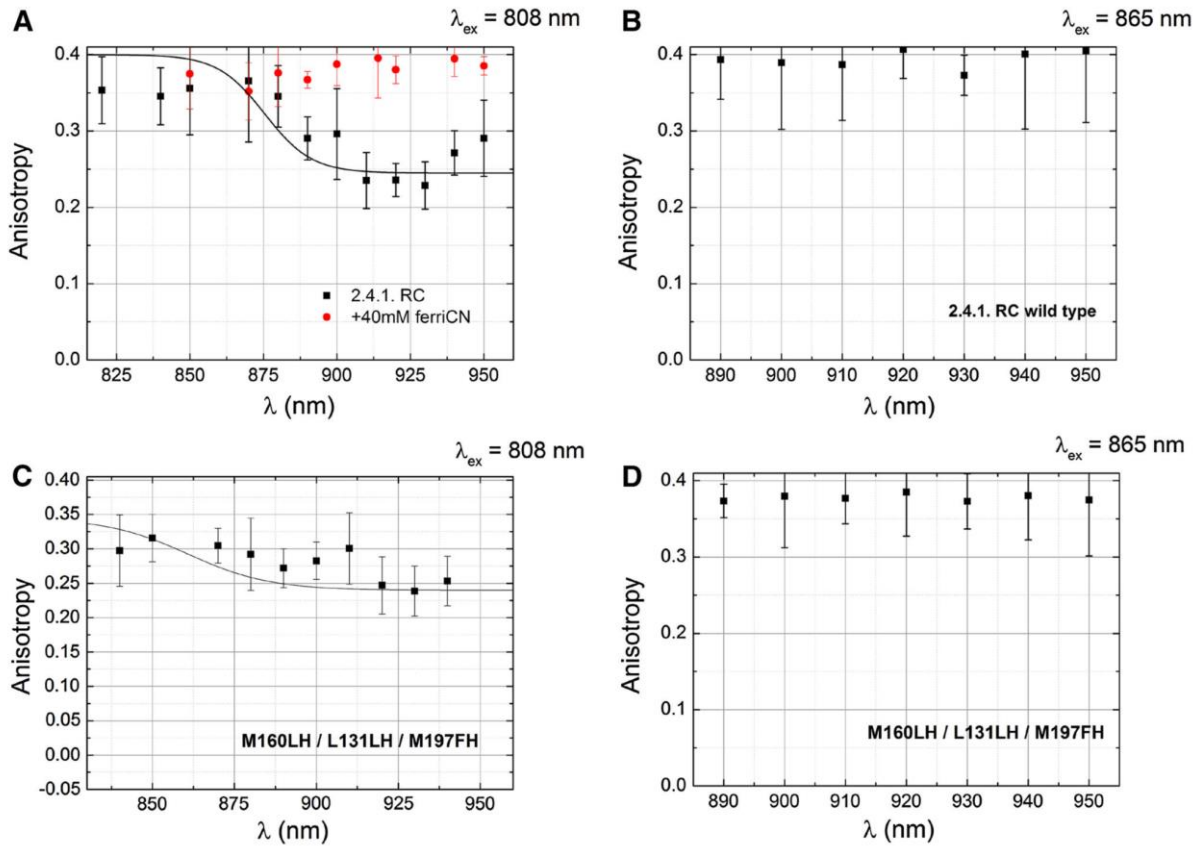 A
λex = 808 nm
0.4
0.3
0.2
0.1
0.0
Anisotropy
2.4.1. RC
+40mM ferriCN
825 850 875 900 925 950
λ (nm)
B
λex = 865 nm
0.4
0.3
0.2
0.1
0.0
Anisotropy
2.4.1. RC wild type
890 900 910 920 930 940 950
λ (nm)
C
λex = 808 nm
0.40
0.35
0.30
0.25
0.20
0.15
0.10
0.05
0.00
-0.05
Anisotropy
M160LH / L131LH / M197FH
850 875 900 925 950
λ (nm)
D
λex = 865 nm
0.4
0.3
0.2
0.1
0.0
Anisotropy
M160LH / L131LH / M197FH
890 900 910 920 930 940 950
λ (nm)